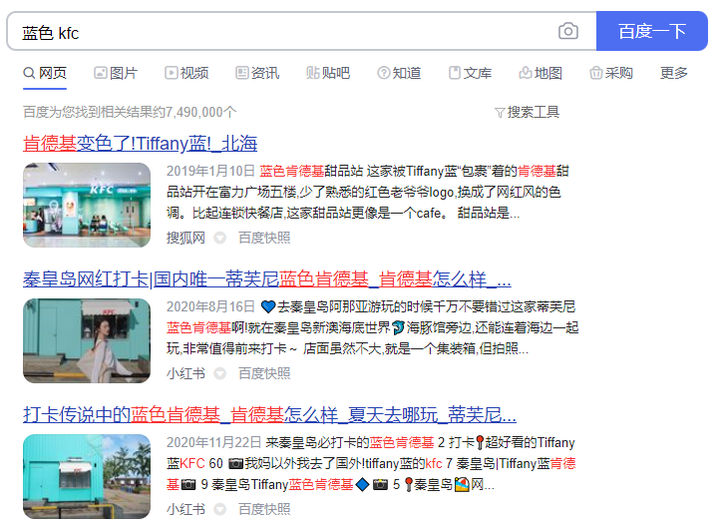 蓝色 kfc
百度一下
网页 图片 视频 资讯 贴吧 知道 文库 地图 采购 更多
百度为您找到相关结果约7,490,000个
搜索工具
肯德基变色了!Tiffany蓝!_北海
2019年1月10日 蓝色肯德基甜品站 这家被Tiffany蓝“包裹”着的肯德基甜
品站开在富力广场五楼,少了熟悉的红色老爷爷logo,换成了网红风的色
调。比起连锁快餐店,这家甜品站更像是一个cafe。 甜品站是...
KFC
搜狐网 百度快照
秦皇岛网红打卡|国内唯一蒂芙尼蓝色肯德基_肯德基怎么样_...
2020年8月16日 💙去秦皇岛阿那亚游玩的时候千万不要错过这家蒂芙尼
蓝色肯德基啊!就在秦皇岛新澳海底世界🐬海豚馆旁边,还能连着海边一起
玩,非常值得前来打卡～ 店面虽然不大,就是一个集装箱,但拍照...
KFC
小红书 百度快照
打卡传说中的蓝色肯德基_肯德基怎么样_夏天去哪玩_蒂芙尼...
2020年11月22日 来秦皇岛必打卡的蓝色肯德基 2 打卡📍超好看的Tiffany
蓝KFC 60 📷我妈以外我去了国外!tiffany蓝的kfc 7 秦皇岛|Tiffany蓝肯德
基📷 9 秦皇岛Tiffany蓝色肯德基🔷📷 5 📍秦皇岛🏖网...
小红书 百度快照